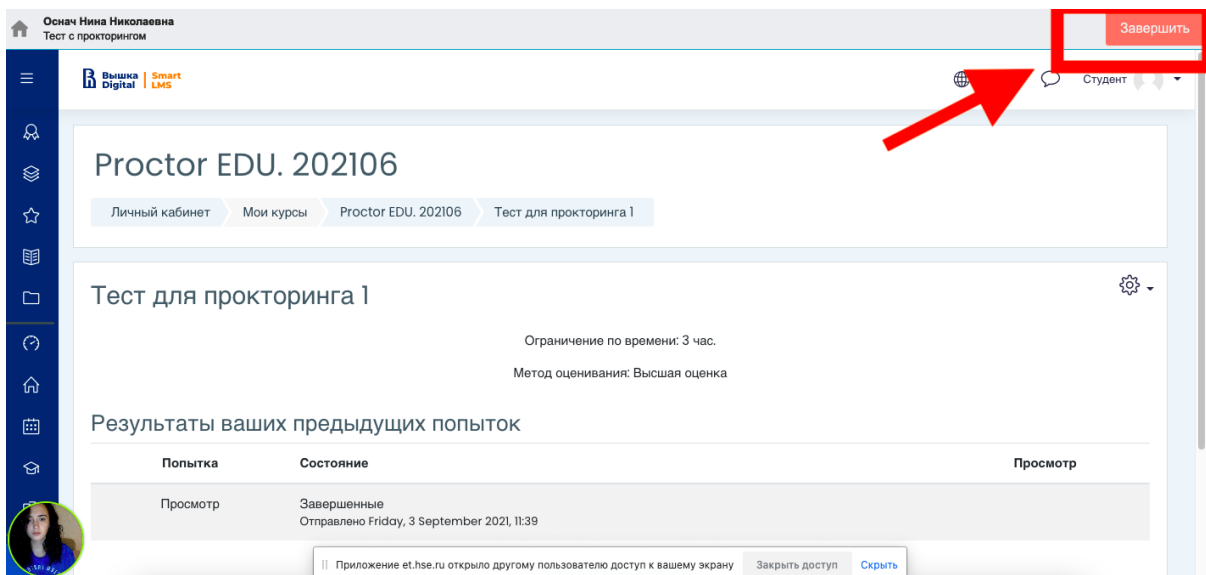 Оснач Нина Николаевна
Тест с прокторингом
Завершить
Вышка Digital | Smart LMS
Студент
Proctor EDU. 202106
Личный кабинет Мои курсы Proctor EDU. 202106 Тест для прокторинга 1
Тест для прокторинга 1
Ограничение по времени: 3 час.
Метод оценивания: Высшая оценка
Результаты ваших предыдущих попыток
Попытка Состояние Просмотр
Просмотр Завершенные
Отправлено Friday, 3 September 2021, 11:39
Приложение et.hse.ru открыло другому пользователю доступ к вашему экрану Закрыть доступ Скрыть